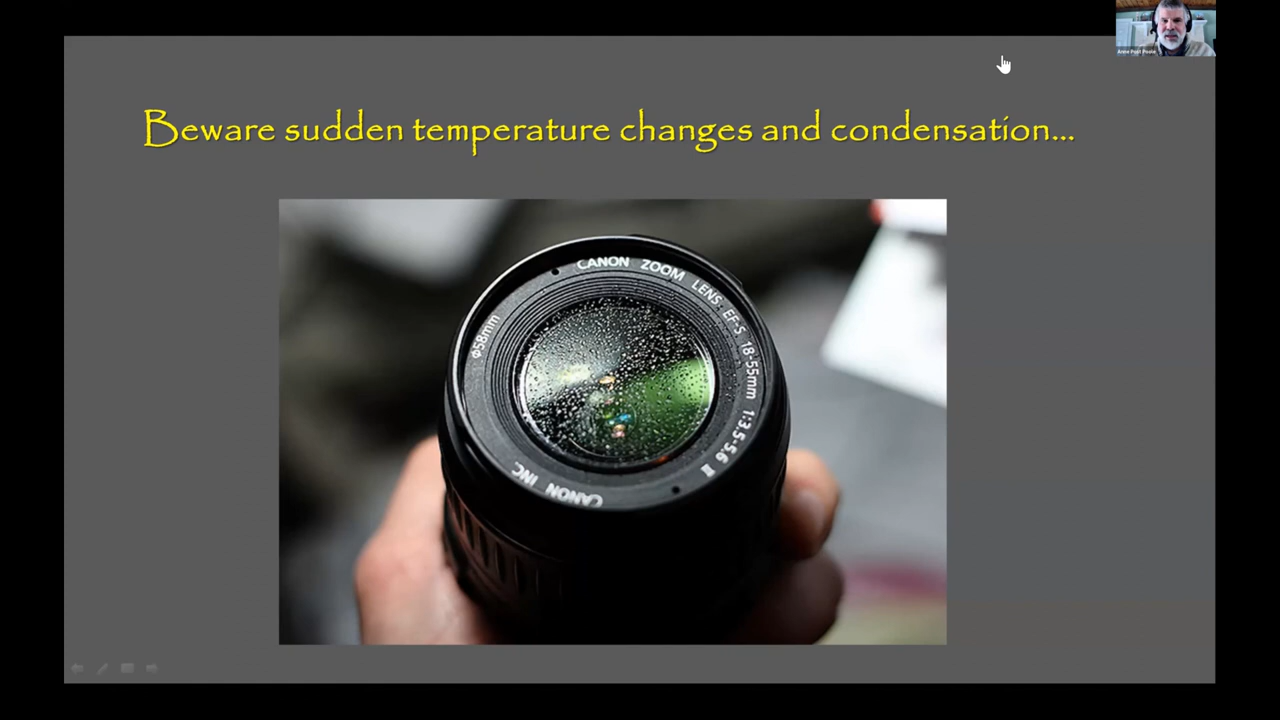 Beware sudden temperature changes and condensation...
CANON ZOOM LENS EF-S 18-55mm 1:3.5-5.6 II
Φ58mm
CANON INC.